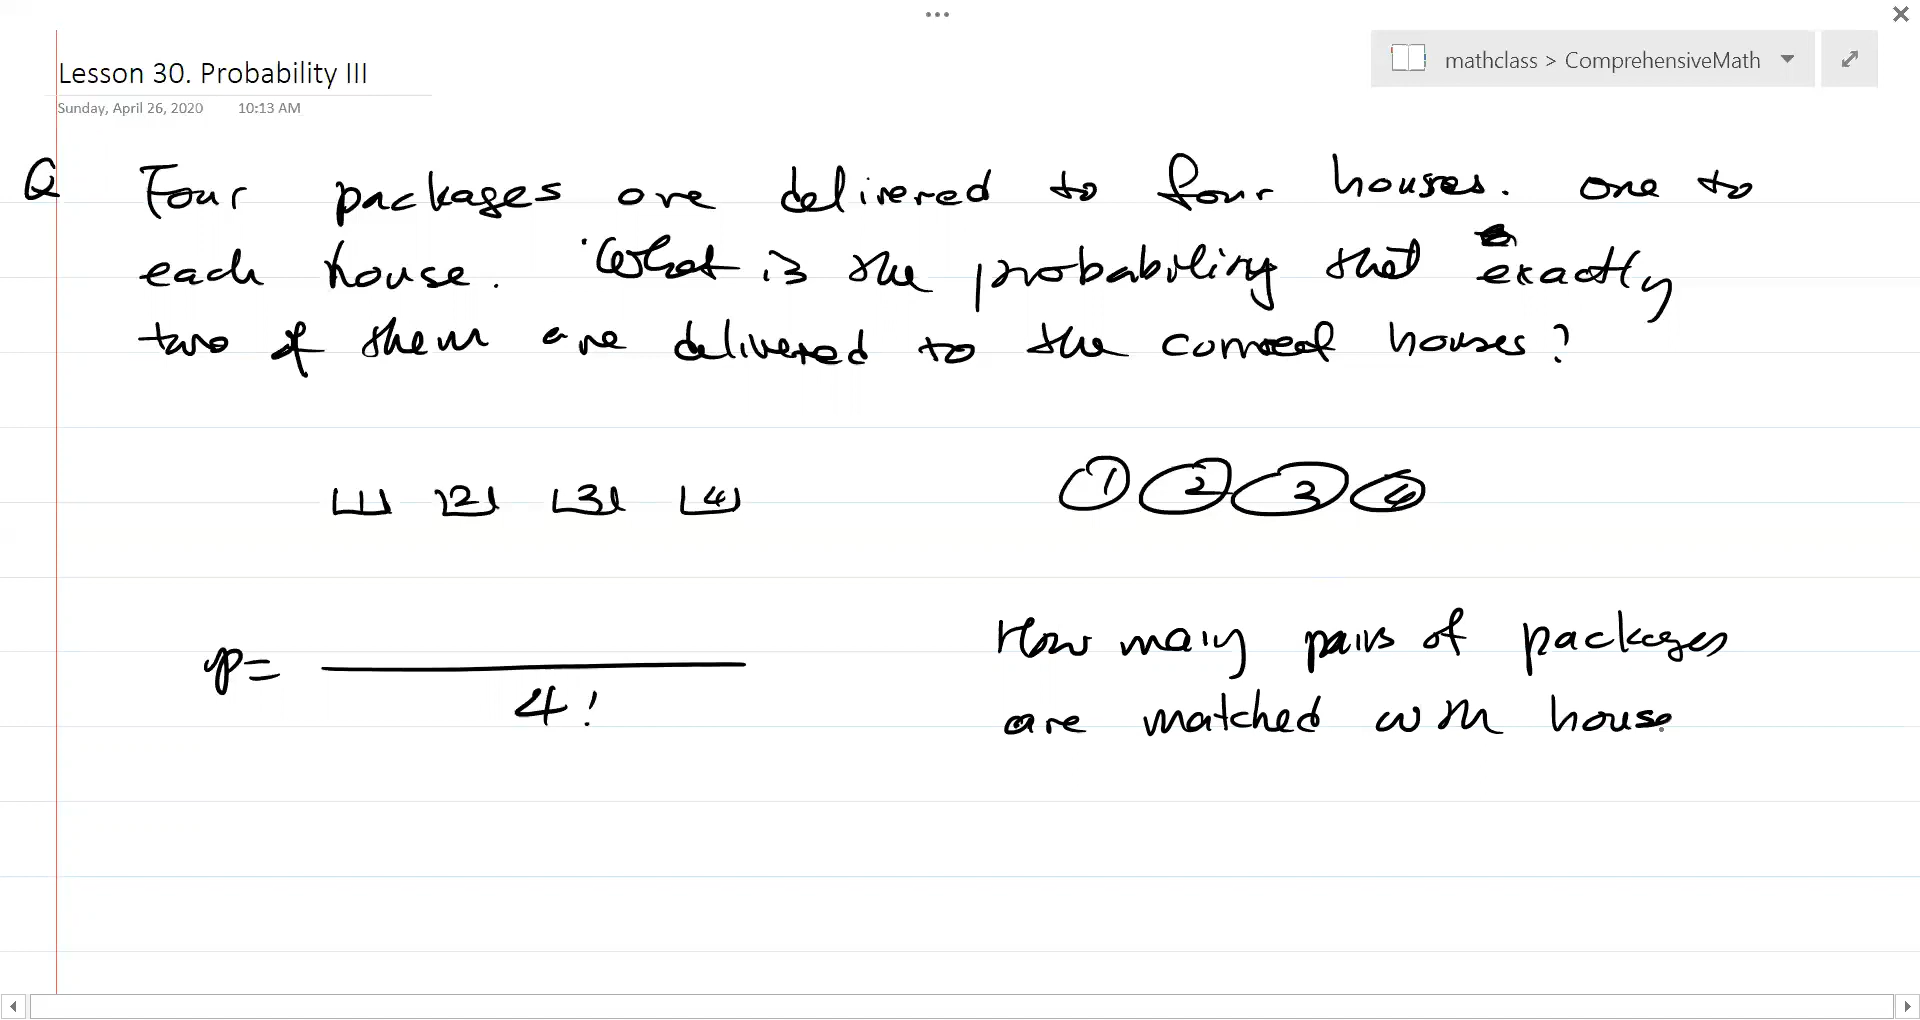 Lesson 30. Probability III
mathclass > ComprehensiveMath
Sunday, April 26, 2020 10:13 AM
Q Four packages are delivered to four houses. one to
each house. What is the probability that exactly
two of them are delivered to the correct houses?
1 2 3 4
1 2 3 4
p =
4!
How many pairs of packages
are matched with house